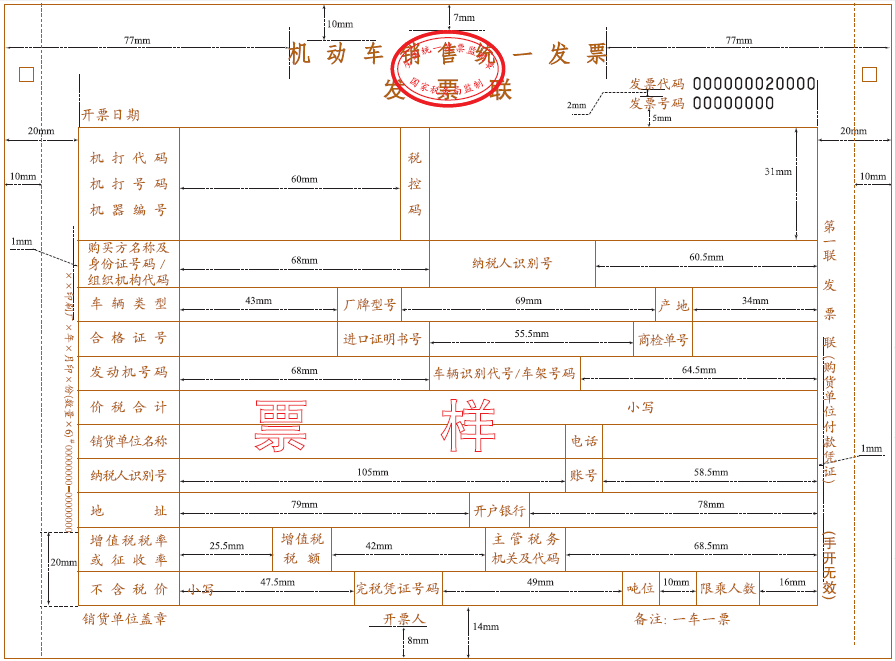 10mm
7mm
77mm
机动车销售统一发票
77mm
全国统一发票监制章
国家税务局监制
发票联
发票代码 000000020000
2mm
发票号码 00000000
5mm
开票日期
20mm
20mm
10mm
10mm
机打代码
机打号码
机器编号
60mm
税控码
31mm
1mm
购买方名称及
身份证号码/
组织机构代码
68mm
纳税人识别号
60.5mm
车辆类型
43mm
厂牌型号
69mm
产地
34mm
合格证号
进口证明书号
55.5mm
商检单号
发动机号码
68mm
车辆识别代号/车架号码
64.5mm
价税合计
票样
小写
销货单位名称
电话
纳税人识别号
105mm
账号
58.5mm
1mm
地址
79mm
开户银行
78mm
增值税税率
或征收率
25.5mm
增值税
税额
42mm
主管税务
机关及代码
68.5mm
20mm
不含税价
小写
47.5mm
完税凭证号码
49mm
吨位
10mm
限乘人数
16mm
销货单位盖章
开票人
备注: 一车一票
8mm
14mm
××印刷厂×年×月印×份(数量×6)*00000000-00000000
第一联 发票联(购货单位付款凭证)
(手开无效)